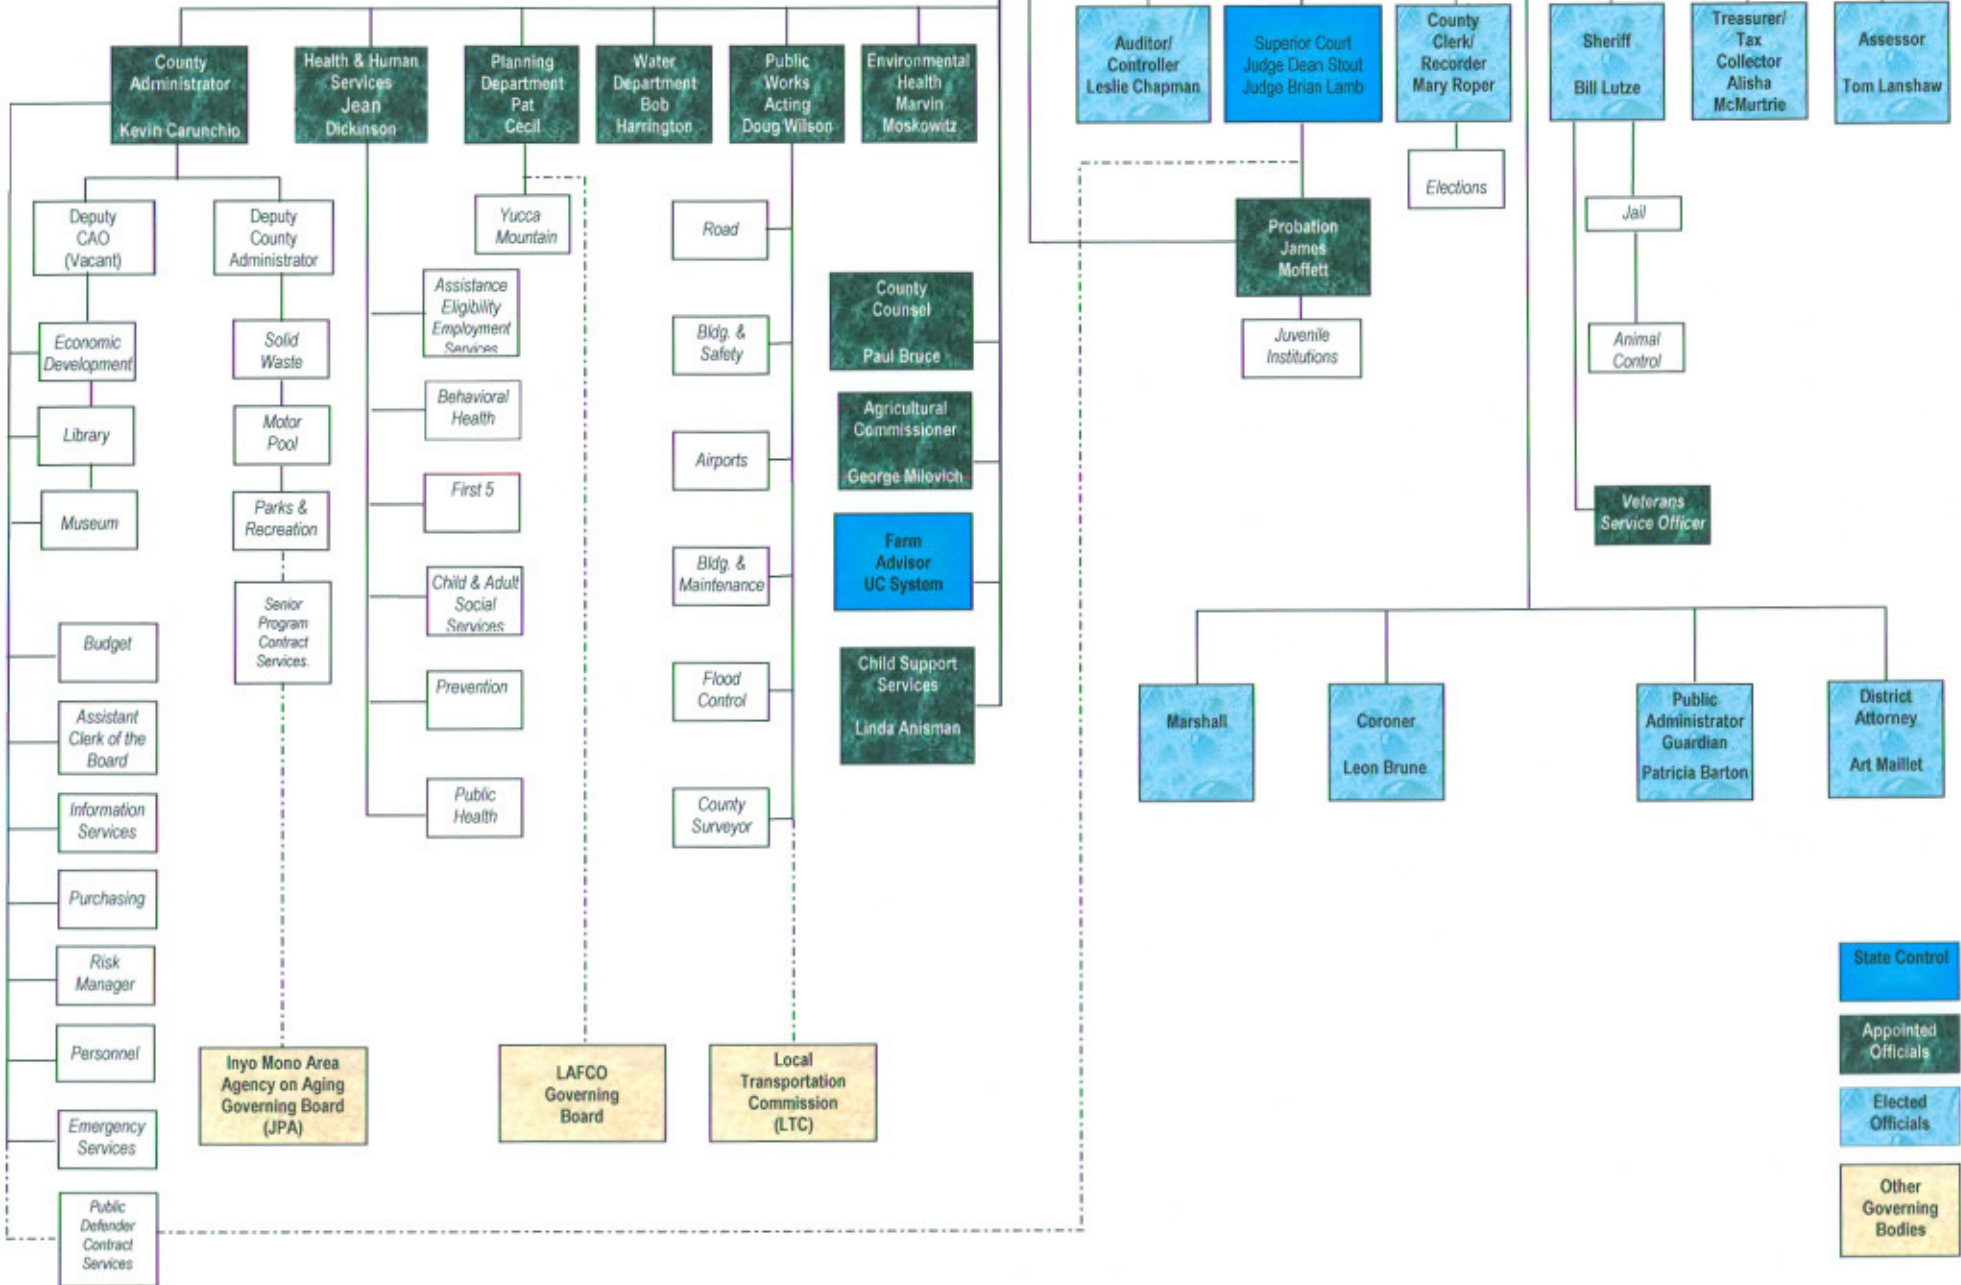 County
Administrator
Kevin Carunchio
Health & Human
Services
Jean
Dickinson
Planning
Department
Pat
Cecil
Water
Department
Bob
Harrington
Public
Works
Acting
Doug Wilson
Environmental
Health
Marvin
Moskowitz
Auditor/
Controller
Leslie Chapman
Superior Court
Judge Dean Stout
Judge Brian Lamb
County
Clerk/
Recorder
Mary Roper
Sheriff
Bill Lutze
Treasurer/
Tax
Collector
Alisha
McMurtrie
Assessor
Tom Lanshaw
Deputy
CAO
(Vacant)
Deputy
County
Administrator
Economic
Development
Library
Museum
Solid
Waste
Motor
Pool
Parks &
Recreation
Senior
Program
Contract
Services.
Budget
Assistant
Clerk of the
Board
Information
Services
Purchasing
Risk
Manager
Personnel
Emergency
Services
Public
Defender
Contract
Services
Yucca
Mountain
Assistance
Eligibility
Employment
Services
Behavioral
Health
First 5
Child & Adult
Social
Services
Prevention
Public
Health
Road
Bldg. &
Safety
Airports
Bldg. &
Maintenance
Flood
Control
County
Surveyor
County
Counsel
Paul Bruce
Agricultural
Commissioner
George Milovich
Farm
Advisor
UC System
Child Support
Services
Linda Anisman
Probation
James
Moffett
Juvenile
Institutions
Elections
Jail
Animal
Control
Veterans
Service Officer
Marshall
Coroner
Leon Brune
Public
Administrator
Guardian
Patricia Barton
District
Attorney
Art Maillet
Inyo Mono Area
Agency on Aging
Governing Board
(JPA)
LAFCO
Governing
Board
Local
Transportation
Commission
(LTC)
State Control
Appointed
Officials
Elected
Officials
Other
Governing
Bodies